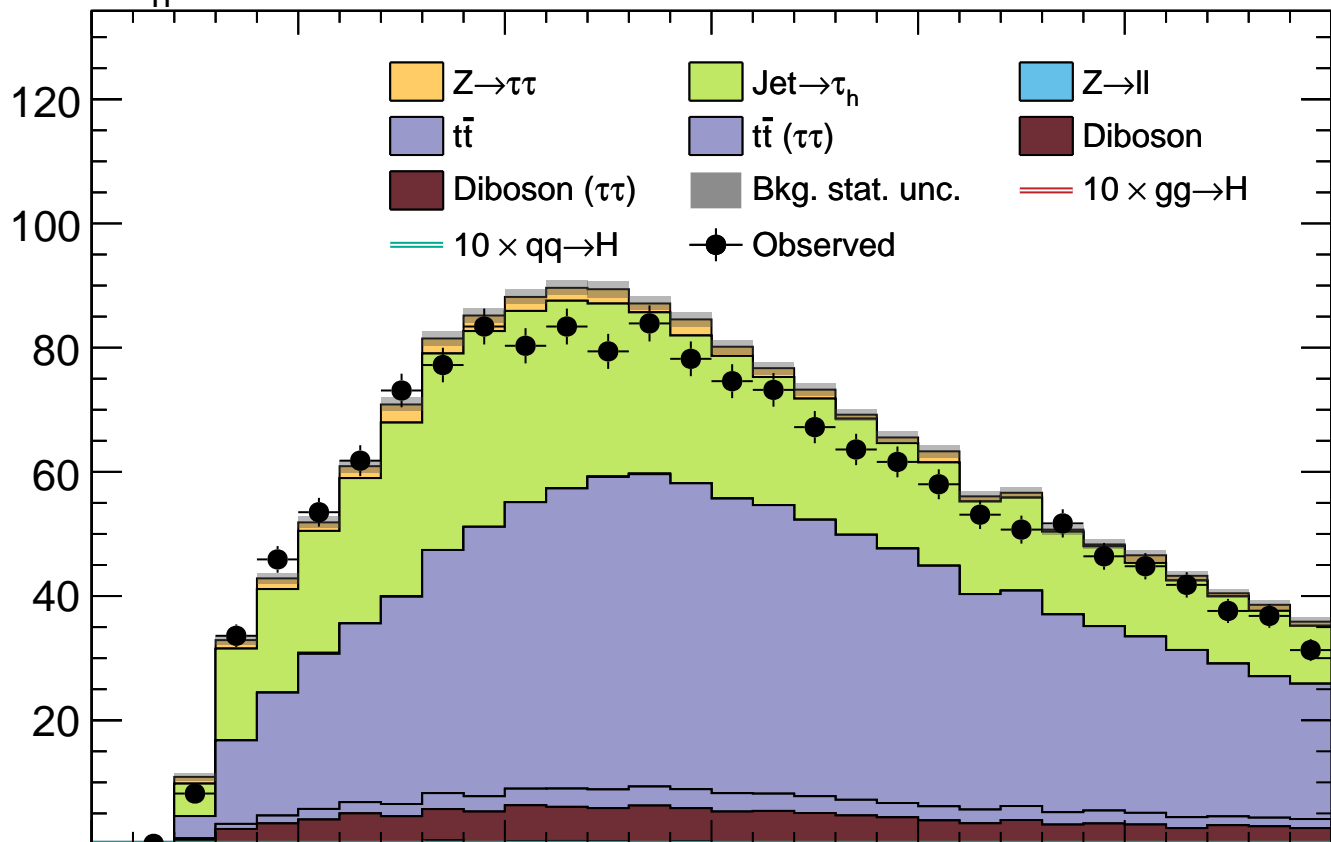 Z→ττ Jet→τₕ Z→ll
tt̄ tt̄ (ττ) Diboson
Diboson (ττ) Bkg. stat. unc. 10 × gg→H
10 × qq→H Observed
120
100
80
60
40
20